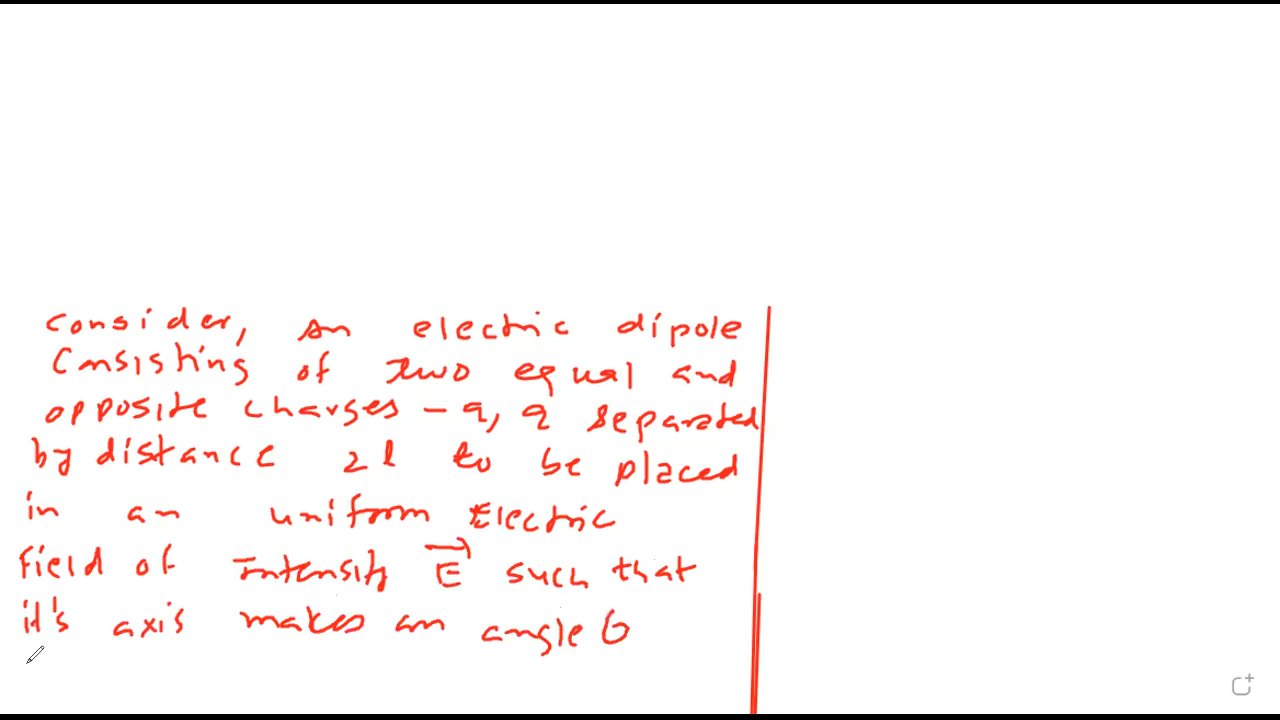 consider, an electric dipole
Consisting of two equal and
opposite charges - q, q separated
by distance 2l to be placed
in an uniform Electric
Field of Intensity E such that
it's axis makes an angle θ